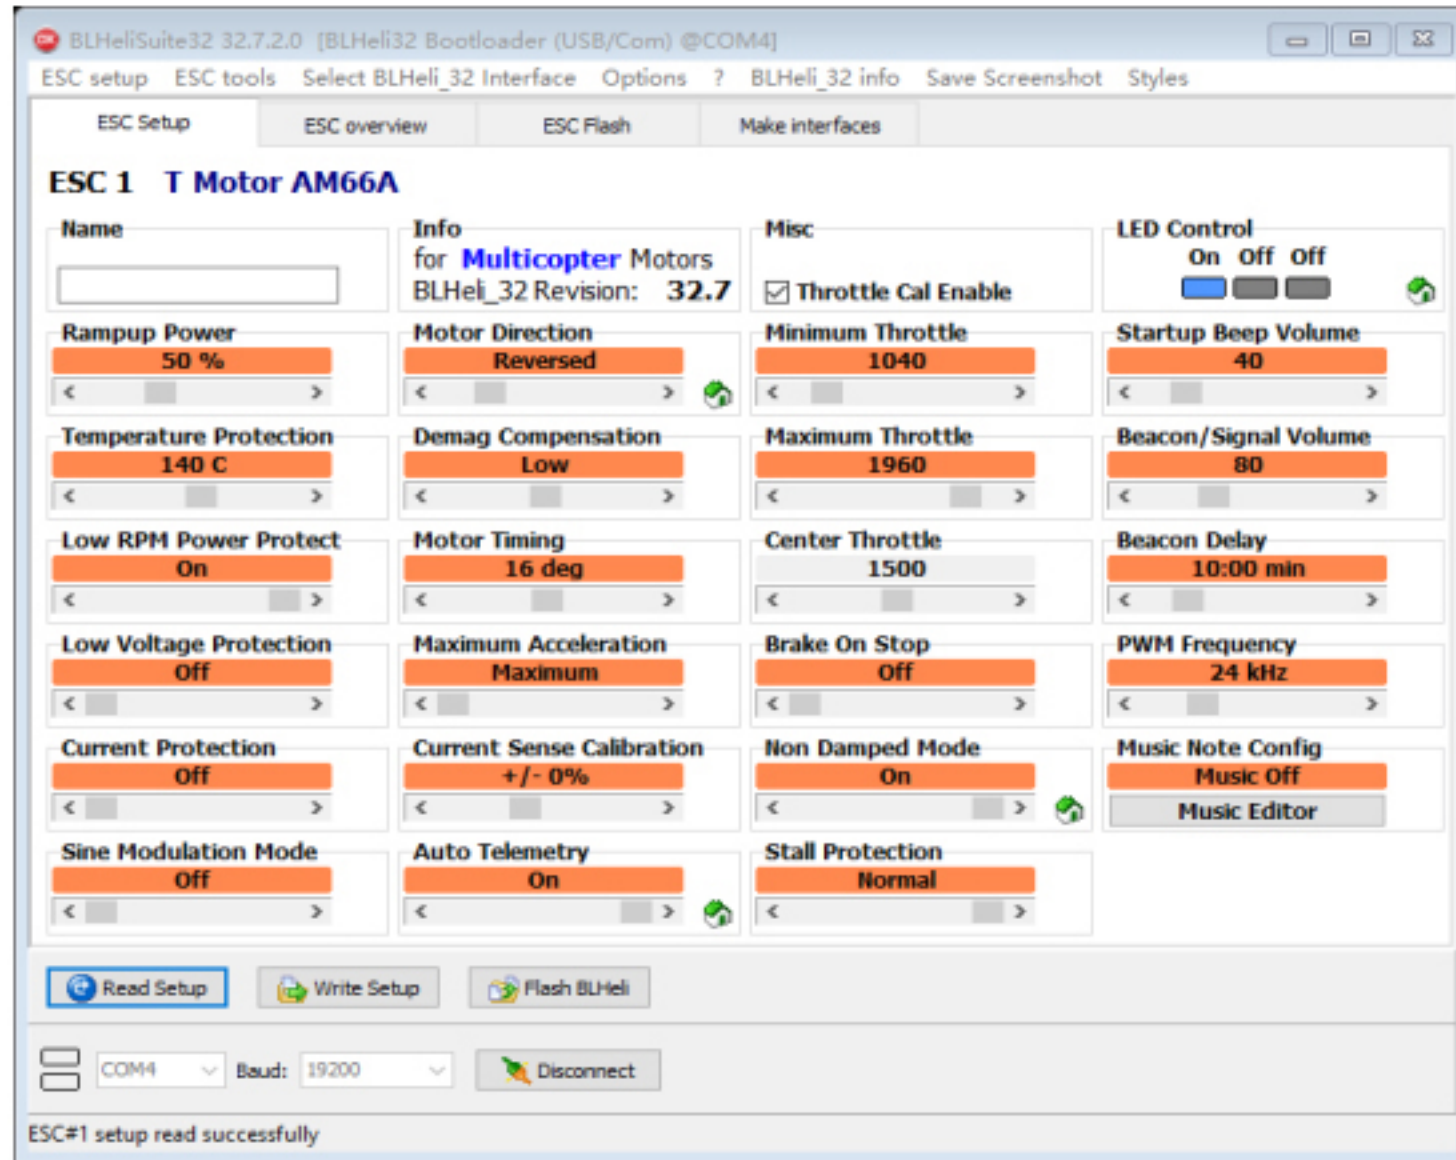 BLHeliSuite32 32.7.2.0 [BLHeli32 Bootloader (USB/Com) @COM4]
ESC setup ESC tools Select BLHeli_32 Interface Options ? BLHeli_32 info Save Screenshot Styles
ESC Setup ESC overview ESC Flash Make interfaces
ESC 1 T Motor AM66A
Name Info Misc LED Control
for Multicopter Motors On Off Off
BLHeli_32 Revision: 32.7 Throttle Cal Enable
Rampup Power Motor Direction Minimum Throttle Startup Beep Volume
50 % Reversed 1040 40
Temperature Protection Demag Compensation Maximum Throttle Beacon/Signal Volume
140 C Low 1960 80
Low RPM Power Protect Motor Timing Center Throttle Beacon Delay
On 16 deg 1500 10:00 min
Low Voltage Protection Maximum Acceleration Brake On Stop PWM Frequency
Off Maximum Off 24 kHz
Current Protection Current Sense Calibration Non Damped Mode Music Note Config
Off +/- 0% On Music Off
Music Editor
Sine Modulation Mode Auto Telemetry Stall Protection
Off On Normal
Read Setup Write Setup Flash BLHeli
COM4 Baud: 19200 Disconnect
ESC#1 setup read successfully